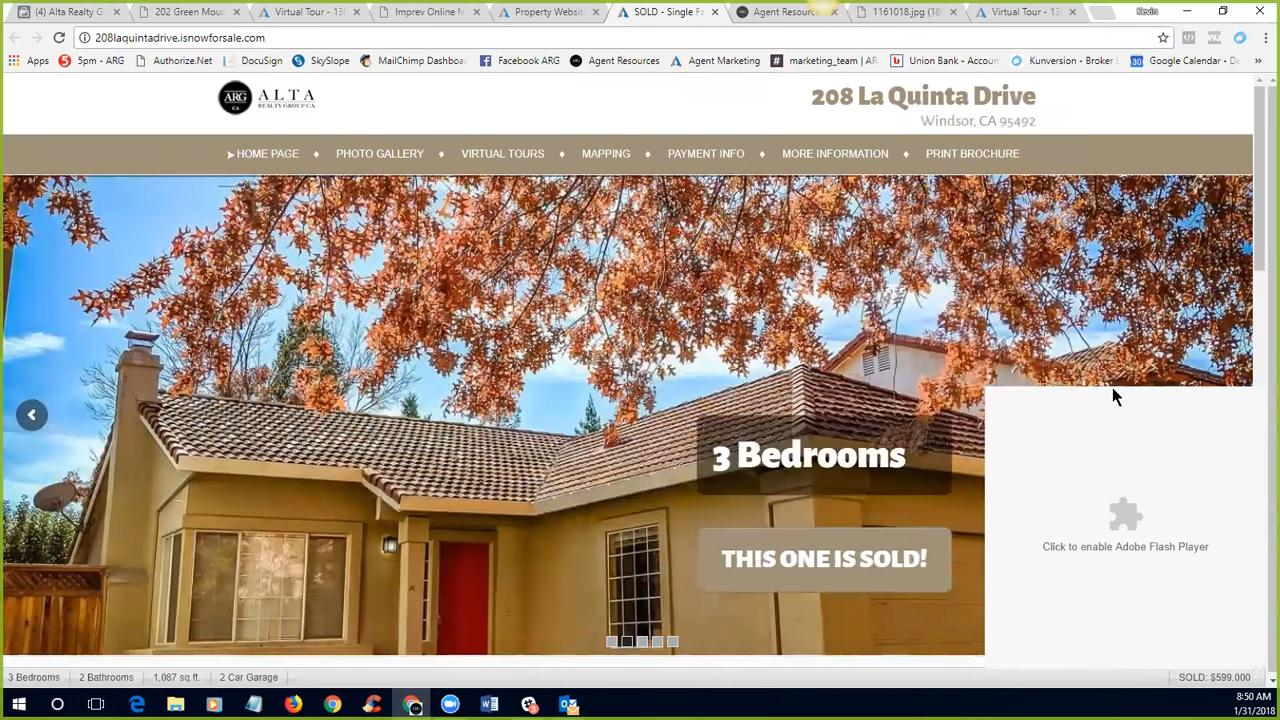 (4) Alta Realty G
202 Green Mou
Virtual Tour - 13
Imprev Online M
Property Websit
SOLD - Single F
Agent Resource
1161018.jpg (18
Virtual Tour - 13
Kevin
208laquintadrive.isnowforsale.com
Apps
5pm - ARG
Authorize.Net
DocuSign
SkySlope
MailChimp Dashboa
Facebook ARG
Agent Resources
Agent Marketing
marketing_team | AR
Union Bank - Accoun
Kunversion - Broker
Google Calendar - De
ARG
CA
ALTA
REALTY GROUP CA
208 La Quinta Drive
Windsor, CA 95492
HOME PAGE ♦ PHOTO GALLERY ♦ VIRTUAL TOURS ♦ MAPPING ♦ PAYMENT INFO ♦ MORE INFORMATION ♦ PRINT BROCHURE
3 Bedrooms
THIS ONE IS SOLD!
Click to enable Adobe Flash Player
3 Bedrooms
2 Bathrooms
1,087 sq. ft.
2 Car Garage
SOLD: $599,000
8:50 AM
1/31/2018